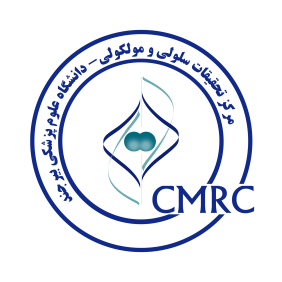 مرکز تحقیقات سلولی و مولکولی - دانشگاه علوم پزشکی بیرجند
CMRC